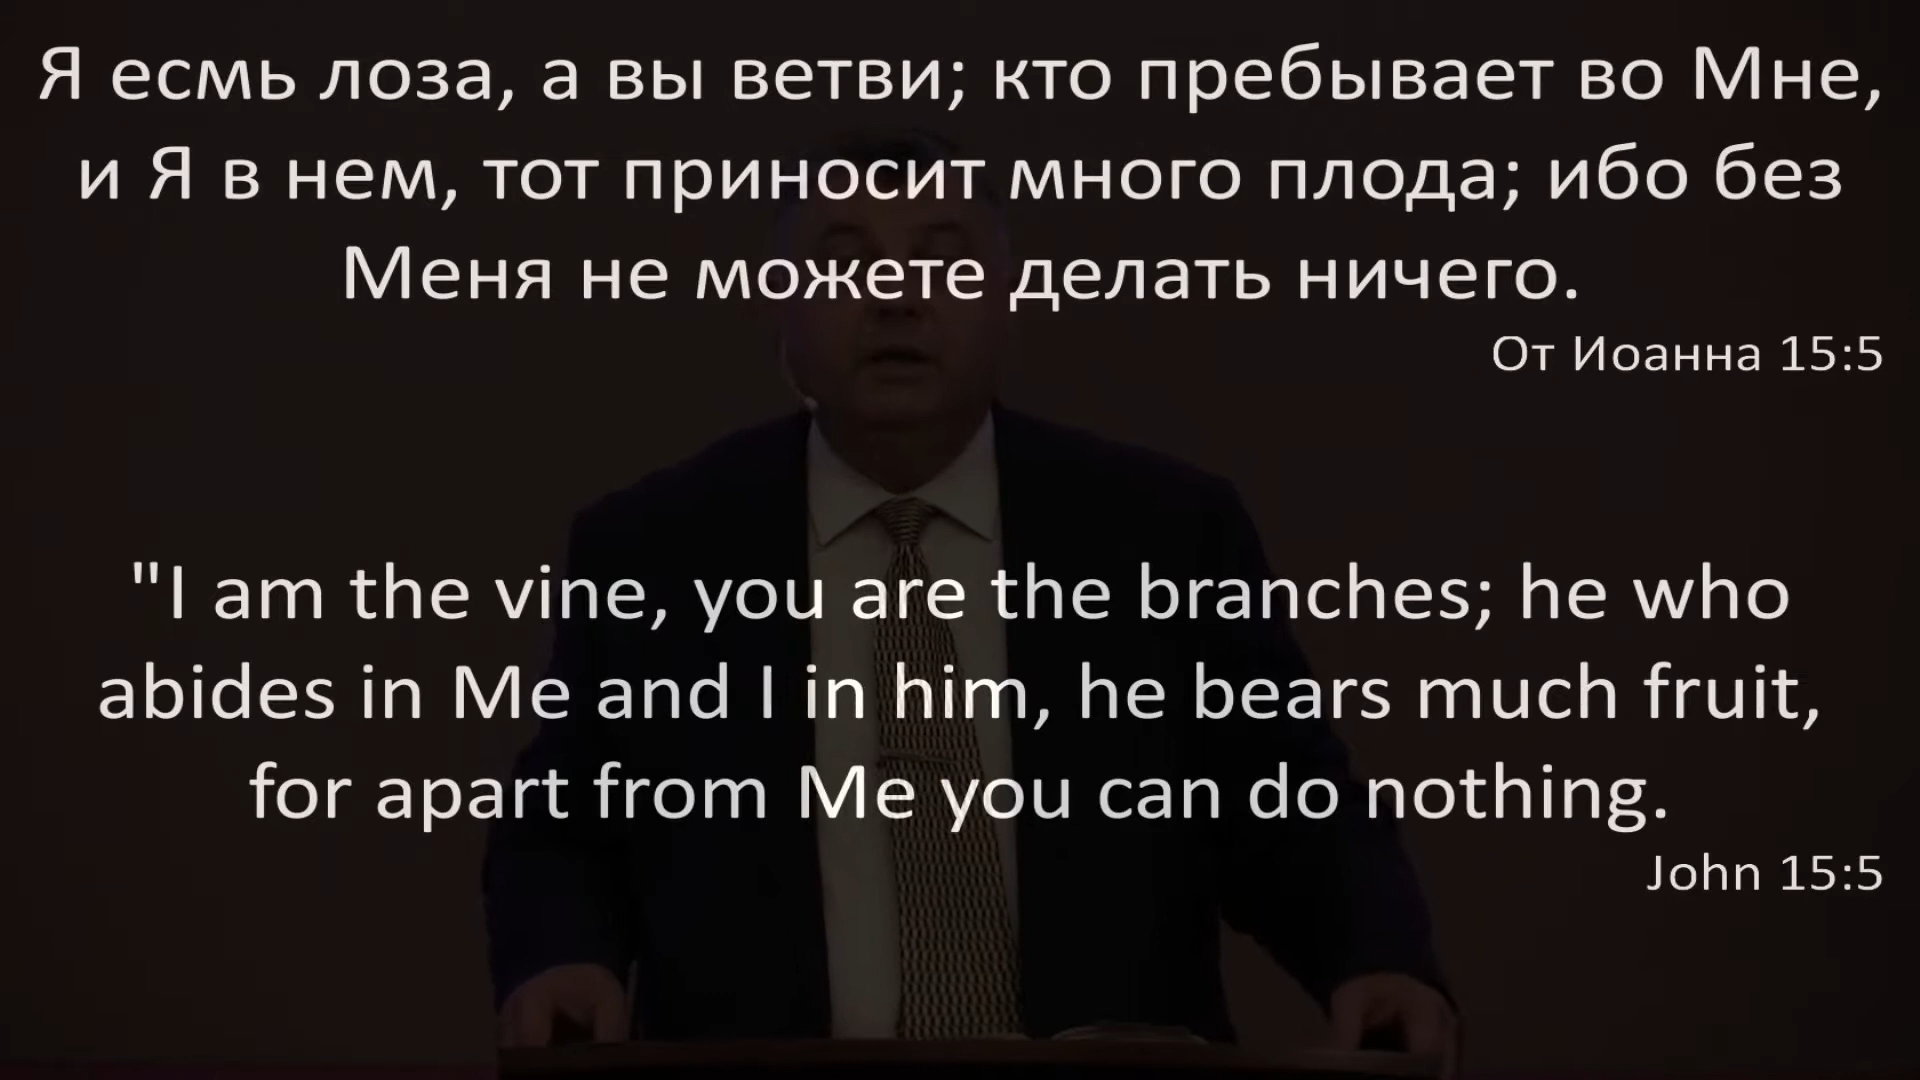 Я есмь лоза, а вы ветви; кто пребывает во Мне,
и Я в нем, тот приносит много плода; ибо без
Меня не можете делать ничего.
От Иоанна 15:5
"I am the vine, you are the branches; he who
abides in Me and I in him, he bears much fruit,
for apart from Me you can do nothing.
John 15:5